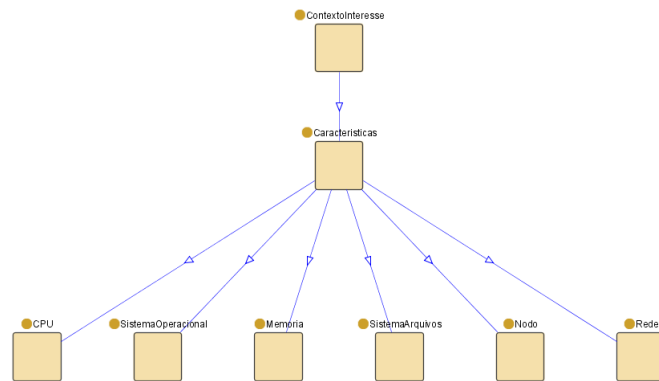 ContextoInteresse
Caracteristicas
CPU
SistemaOperacional
Memoria
SistemaArquivos
Nodo
Rede